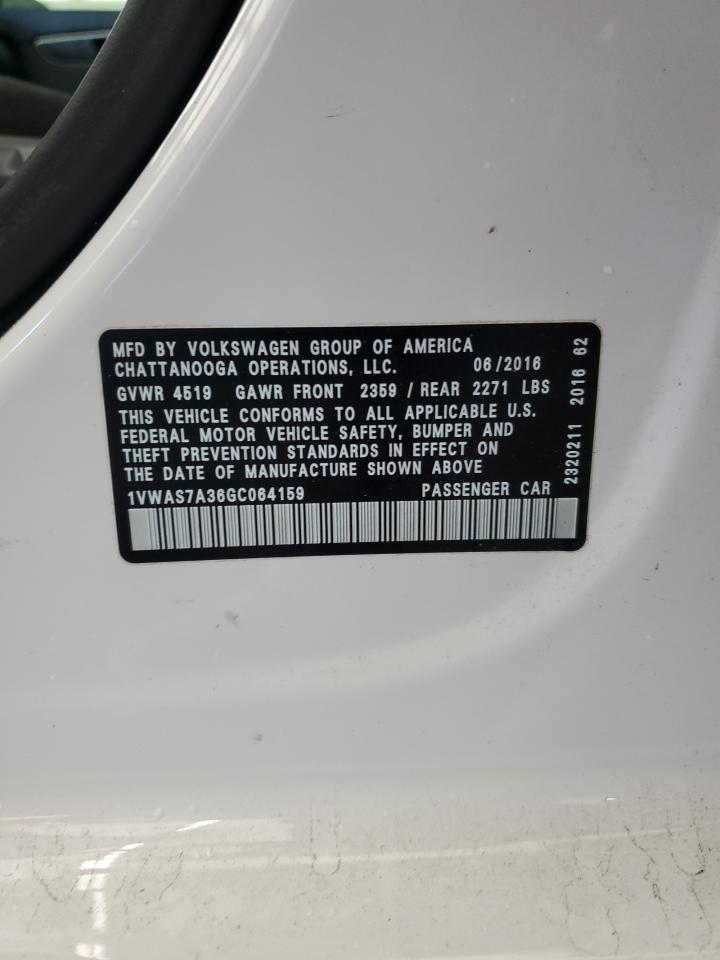 MFD BY VOLKSWAGEN GROUP OF AMERICA
CHATTANOOGA OPERATIONS, LLC. 06/2016
GVWR 4519 GAWR FRONT 2359 / REAR 2271 LBS
THIS VEHICLE CONFORMS TO ALL APPLICABLE U.S.
FEDERAL MOTOR VEHICLE SAFETY, BUMPER AND
THEFT PREVENTION STANDARDS IN EFFECT ON
THE DATE OF MANUFACTURE SHOWN ABOVE
1VWAS7A36GC064159 PASSENGER CAR
2320211 2016 62